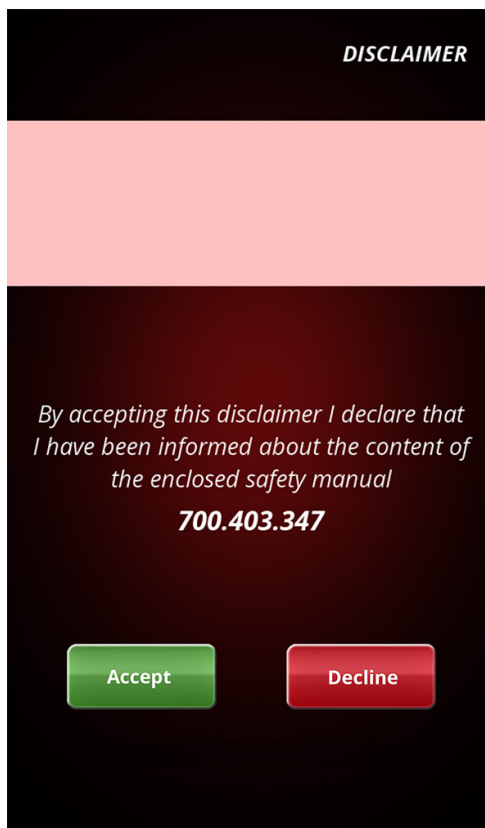 DISCLAIMER
By accepting this disclaimer I declare that
I have been informed about the content of
the enclosed safety manual
700.403.347
Accept
Decline